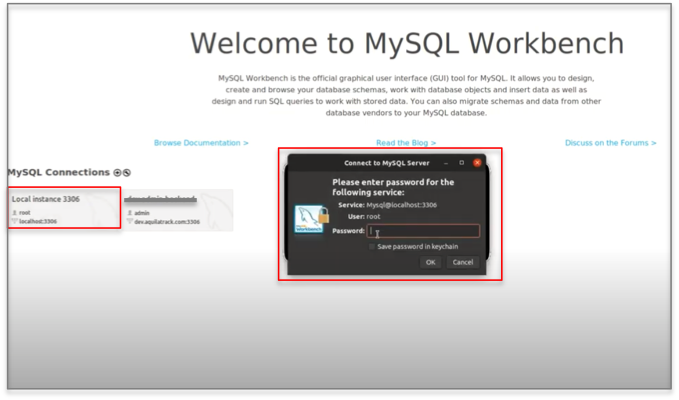 Welcome to MySQL Workbench
MySQL Workbench is the official graphical user interface (GUI) tool for MySQL. It allows you to design,
create and browse your database schemas, work with database objects and insert data as well as
design and run SQL queries to work with stored data. You can also migrate schemas and data from other
database vendors to your MySQL database.
Browse Documentation >
Read the Blog >
Discuss on the Forums >
MySQL Connections
Local instance 3306
root
localhost:3306
admin
dev.aquilatrack.com:3306
Connect to MySQL Server
Please enter password for the
following service:
Service: Mysql@localhost:3306
User: root
Password:
Save password in keychain
OK
Cancel
Workbench